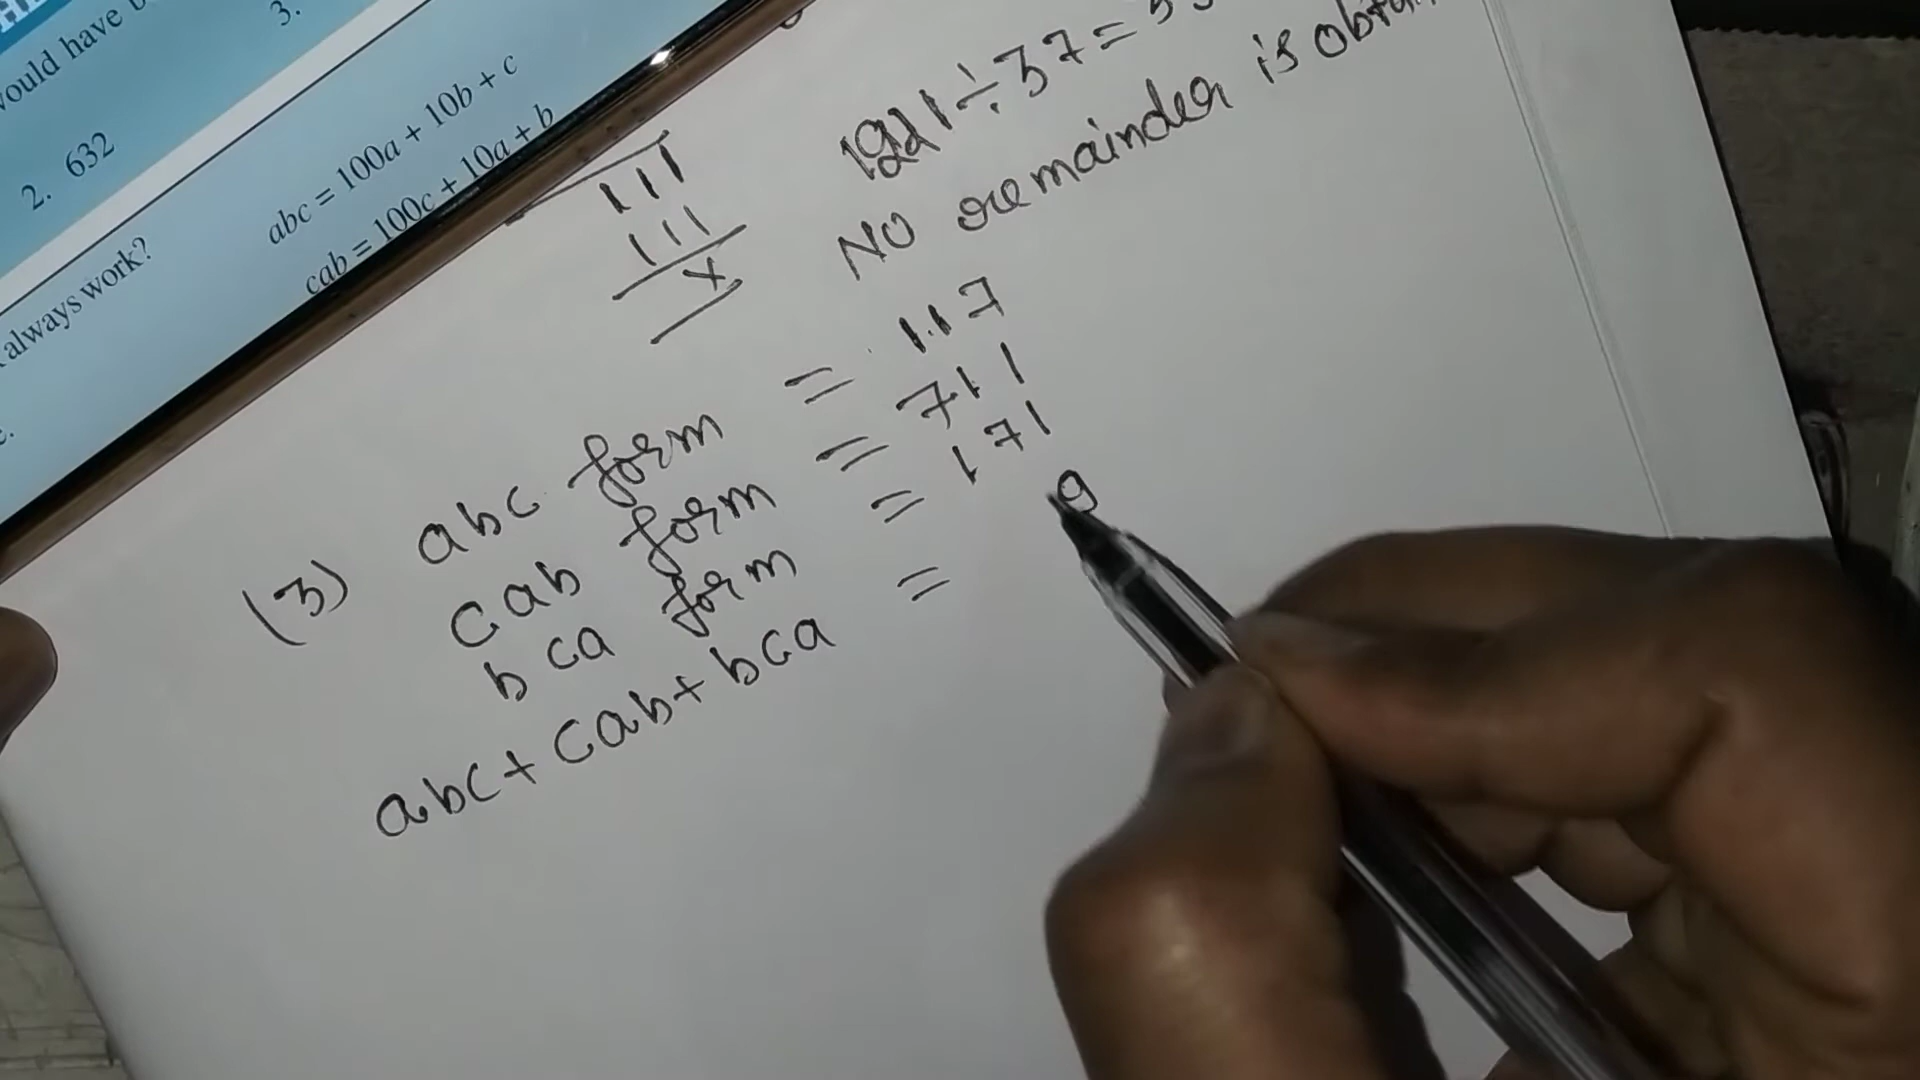 would have
3.
2. 632
abc = 100a + 10b + c
cab = 100c + 10a + b
always work?
111
111
x
1221 ÷ 37 =
No remainder is
(3) abc form = 117
cab form = 711
bca form = 171
abc + cab + bca = 9